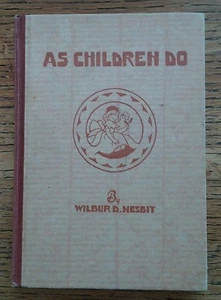 AS CHILDREN DO
By
WILBUR D. NESBIT